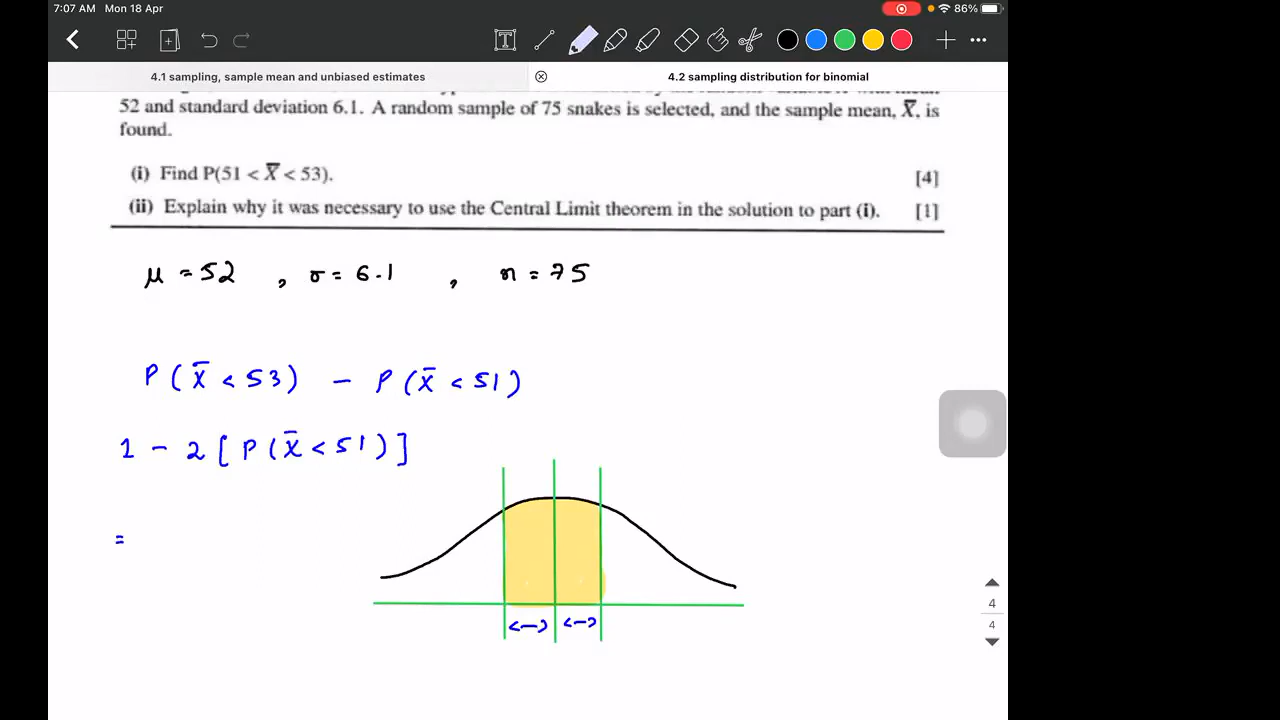 7:07 AM Mon 18 Apr
86%
4.1 sampling, sample mean and unbiased estimates
4.2 sampling distribution for binomial
52 and standard deviation 6.1. A random sample of 75 snakes is selected, and the sample mean, X̅, is
found.
(i) Find P(51 < X̅ < 53). [4]
(ii) Explain why it was necessary to use the Central Limit theorem in the solution to part (i). [1]
μ = 52 , σ = 6.1 , n = 75
P ( X̅ < 53 ) - P ( X̅ < 51 )
1 - 2 [ P ( X̅ < 51 ) ]
=
4
4